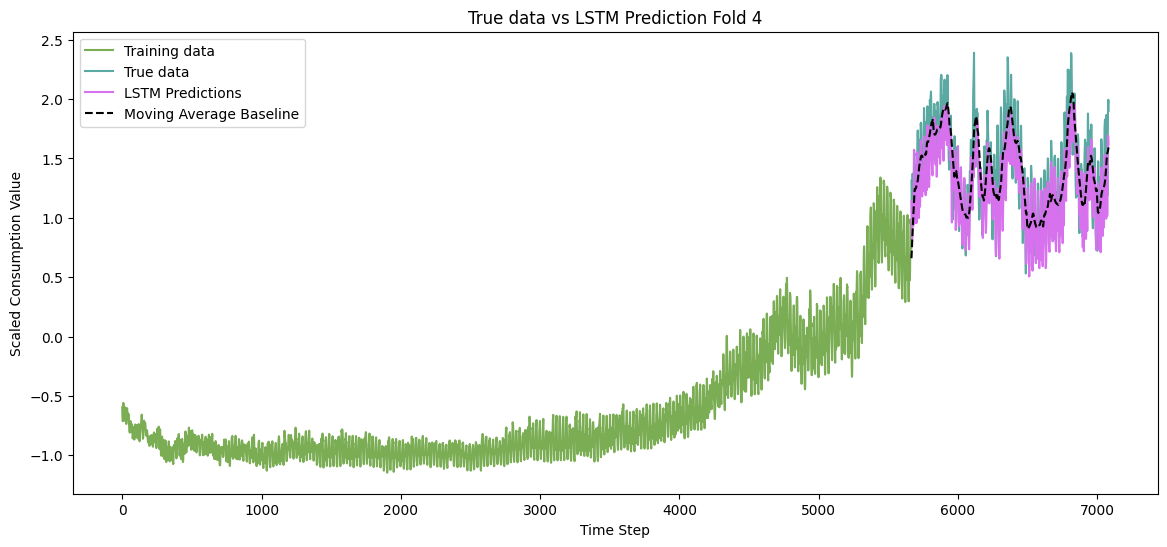 True data vs LSTM Prediction Fold 4
Training data
True data
LSTM Predictions
Moving Average Baseline
Scaled Consumption Value
2.5
2.0
1.5
1.0
0.5
0.0
−0.5
−1.0
0 1000 2000 3000 4000 5000 6000 7000
Time Step